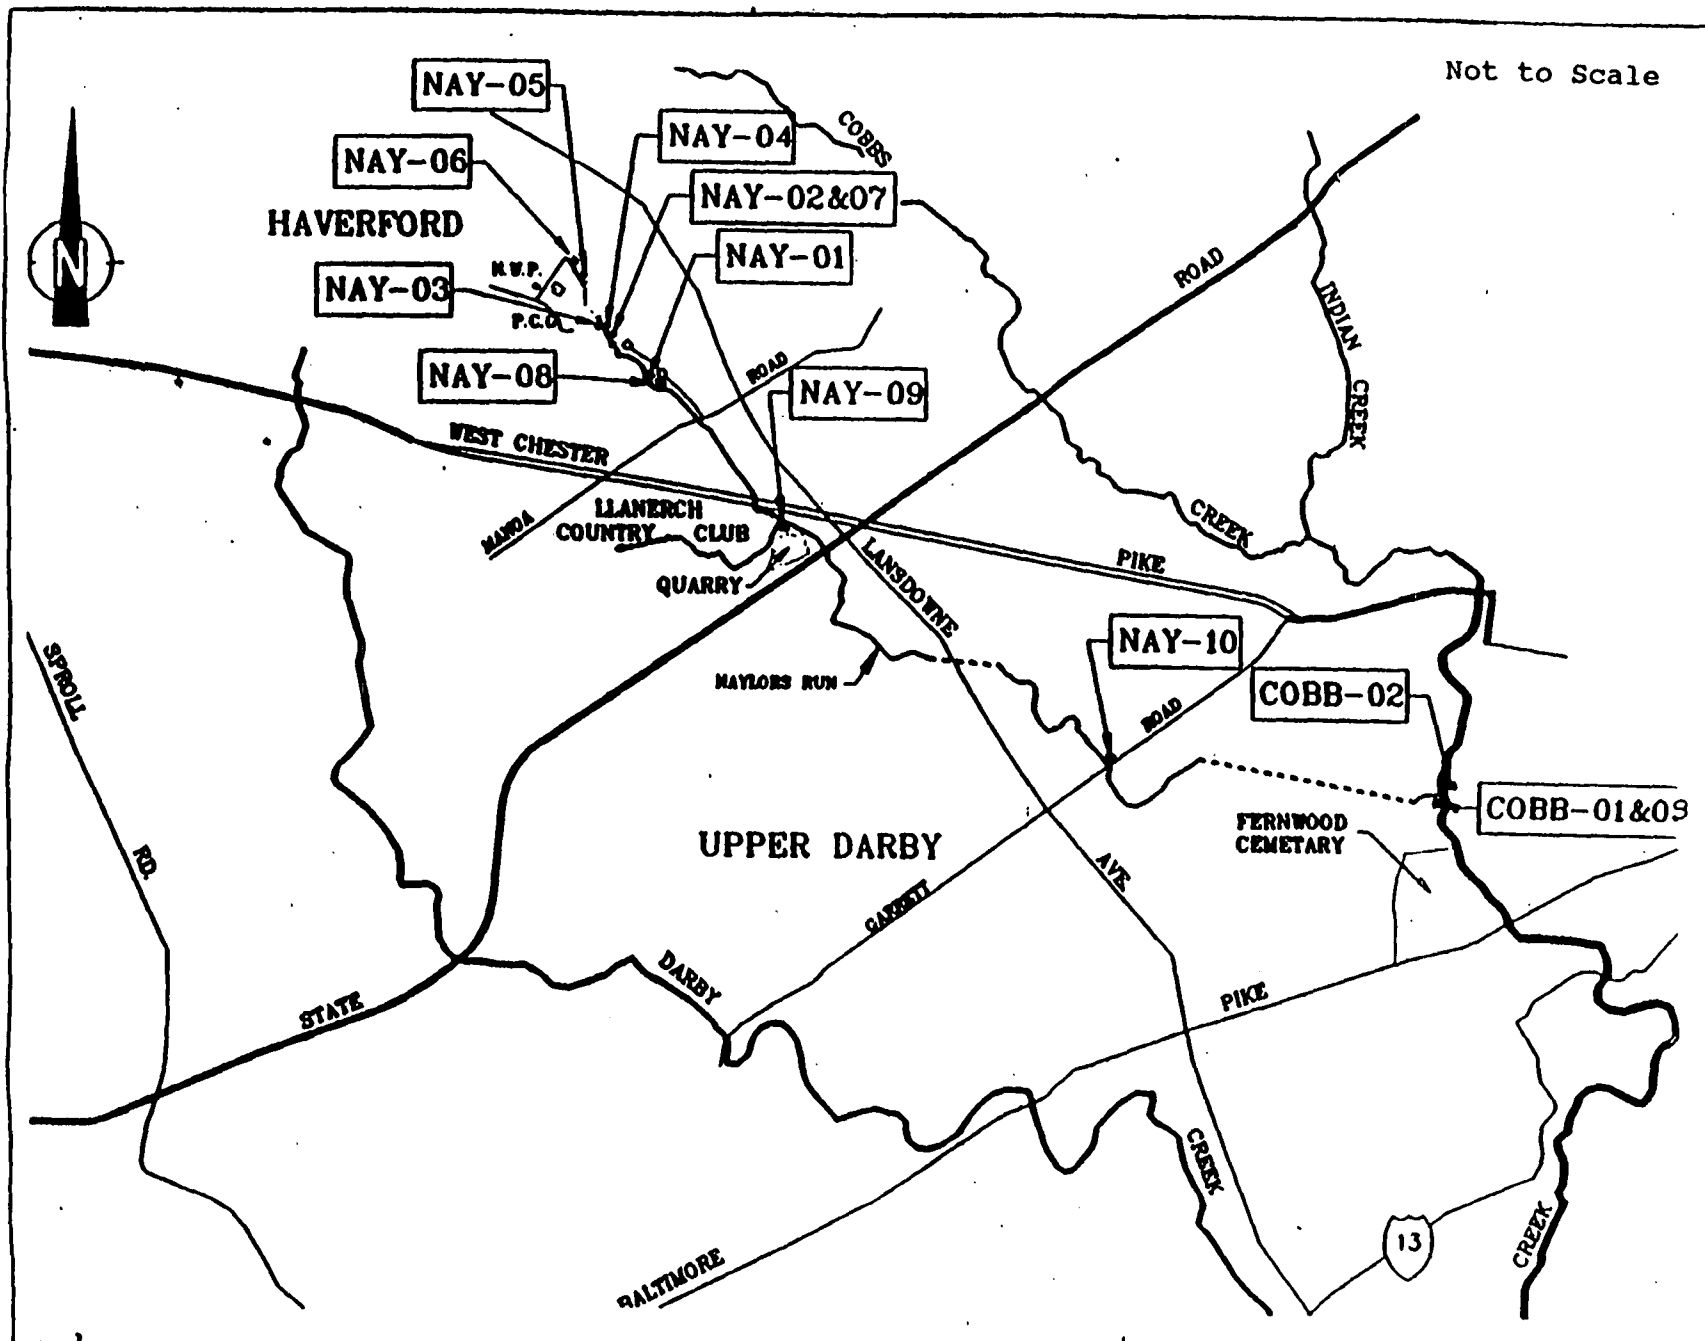 Not to Scale
NAY-05
NAY-04
COBBS
NAY-06
NAY-02&07
HAVERFORD
NAY-01
ROAD
N
NAY-03
P.C.G.
INDIAN
CREEK
NAY-08
ROAD
NAY-09
WEST CHESTER
LLANERCH
COUNTRY CLUB
MANOA
CREEK
QUARRY
LANSDOWNE
PIKE
NAY-10
SPROLL
RD.
NAYLORS RUN
COBB-02
ROAD
COBB-01&03
FERNWOOD
CEMETARY
UPPER DARBY
AVE.
GARRETT
DARBY
STATE
PIKE
CREEK
CREEK
13
BALTIMORE